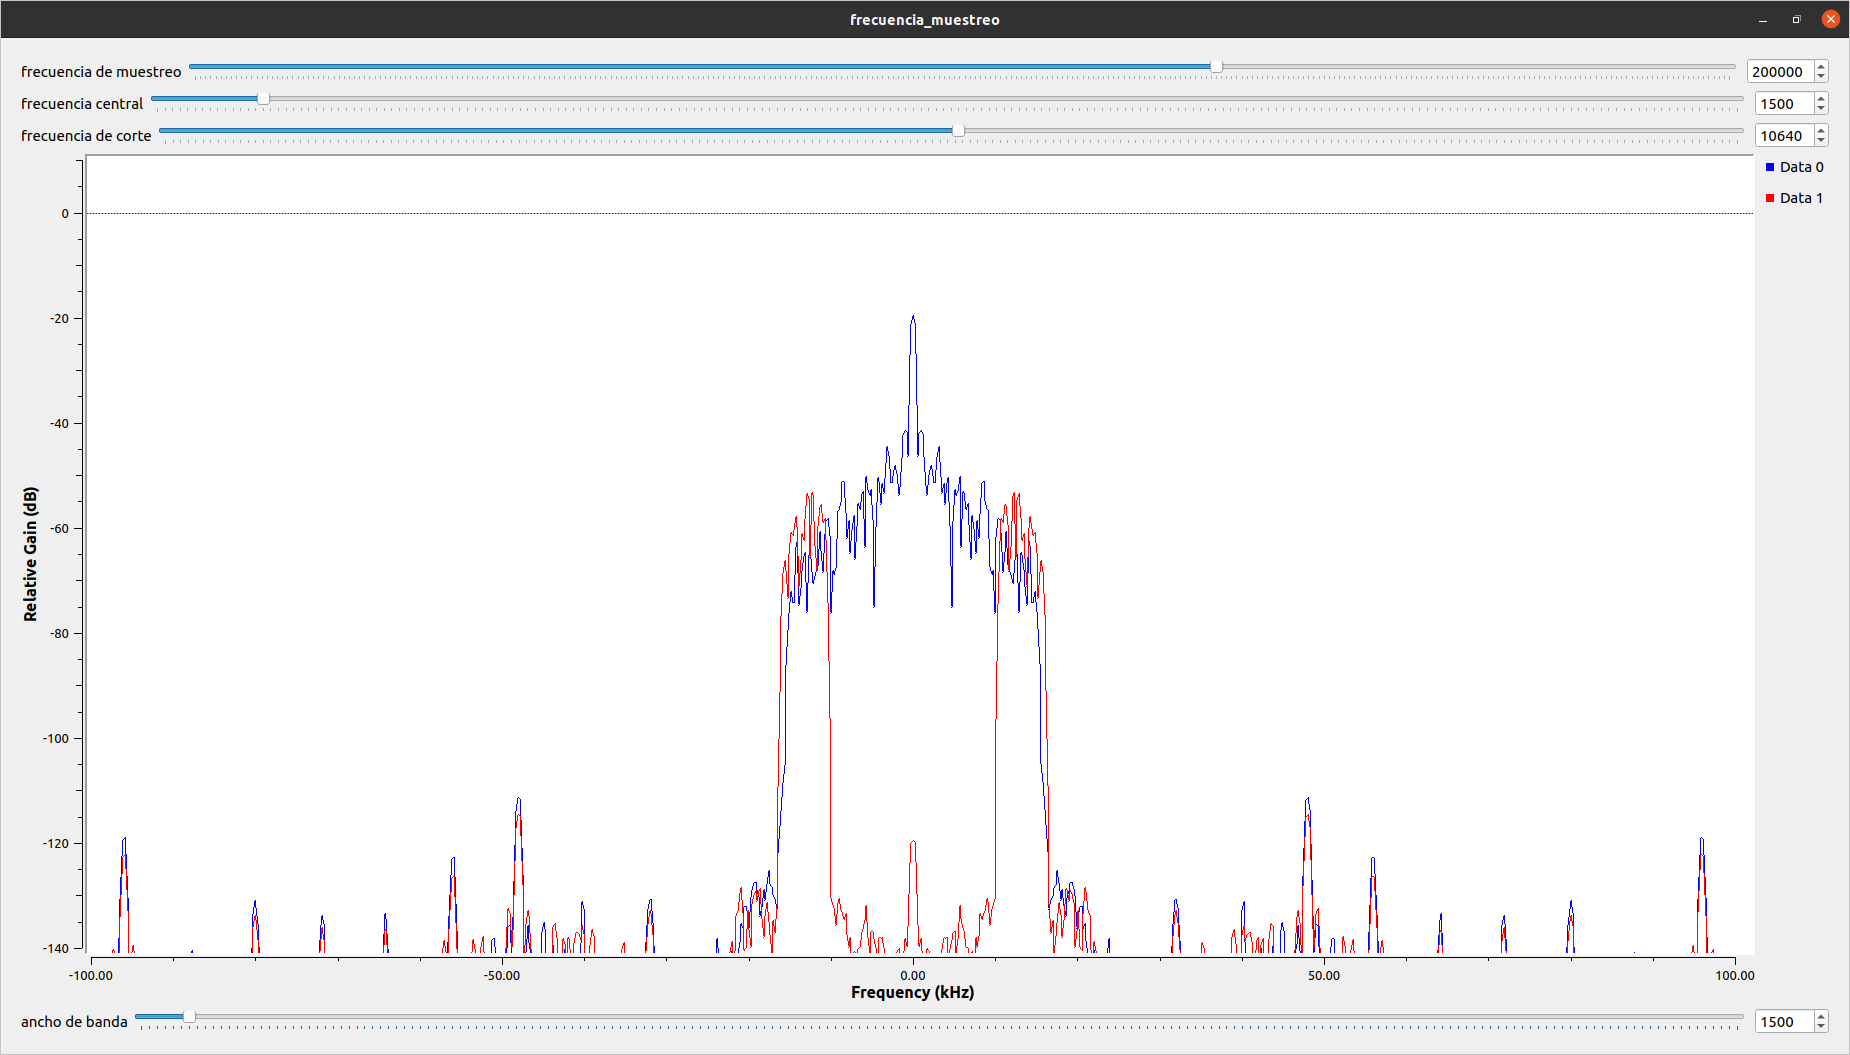 frecuencia_muestreo
frecuencia de muestreo 200000
frecuencia central 1500
frecuencia de corte 10640
Data 0
Data 1
0
-20
-40
-60
-80
-100
-120
-140
Relative Gain (dB)
-100.00 -50.00 0.00 50.00 100.00
Frequency (kHz)
ancho de banda 1500